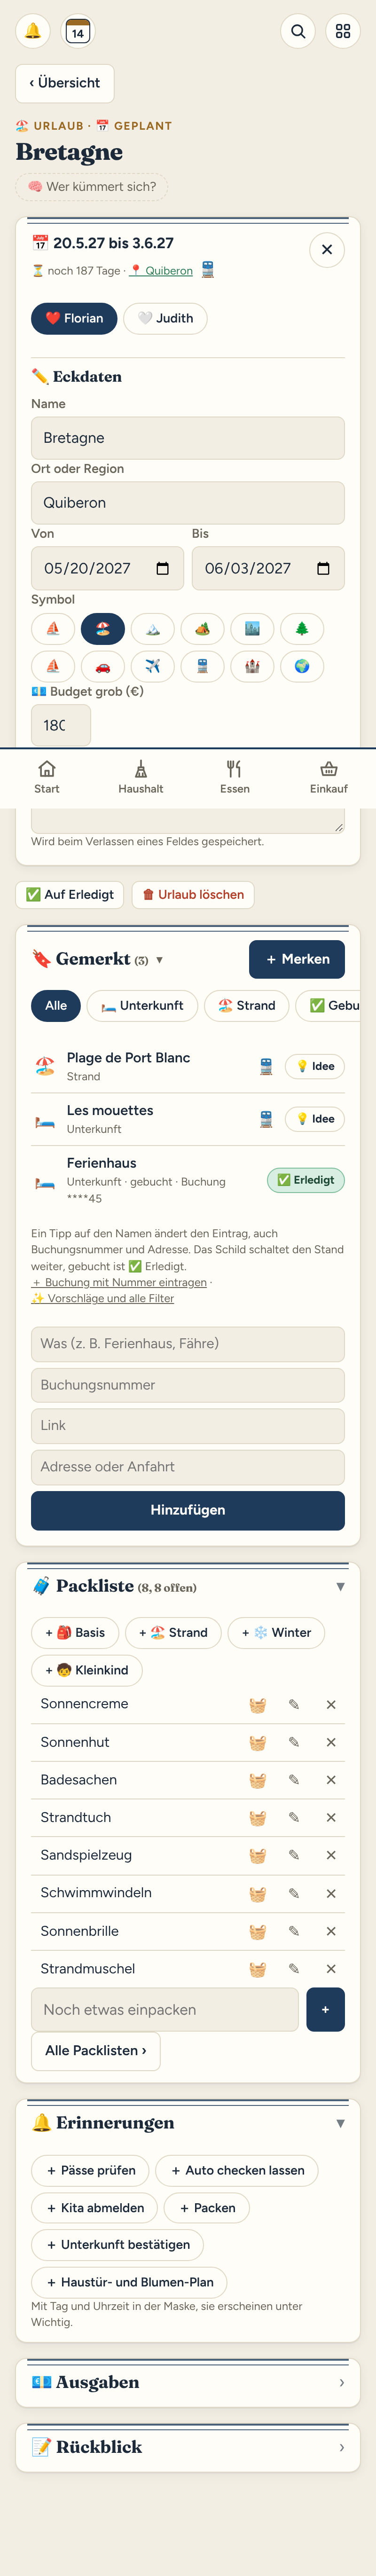 14
‹ Übersicht
URLAUB · GEPLANT
Bretagne
Wer kümmert sich?
20.5.27 bis 3.6.27
noch 187 Tage · Quiberon
Florian
Judith
Eckdaten
Name
Bretagne
Ort oder Region
Quiberon
Von
Bis
05/20/2027
06/03/2027
Symbol
Budget grob (€)
Start
Haushalt
Essen
Einkauf
Wird beim Verlassen eines Feldes gespeichert.
Auf Erledigt
Urlaub löschen
Gemerkt (3) ▾
+ Merken
Alle
Unterkunft
Strand
Gebu
Plage de Port Blanc
Strand
Idee
Les mouettes
Unterkunft
Idee
Ferienhaus
Unterkunft · gebucht · Buchung
****45
Erledigt
Ein Tipp auf den Namen ändert den Eintrag, auch
Buchungsnummer und Adresse. Das Schild schaltet den Stand
weiter, gebucht ist ✅ Erledigt.
+ Buchung mit Nummer eintragen ·
✨ Vorschläge und alle Filter
Was (z. B. Ferienhaus, Fähre)
Buchungsnummer
Link
Adresse oder Anfahrt
Hinzufügen
Packliste (8, 8 offen)
+ Basis
+ Strand
+ Winter
+ Kleinkind
Sonnencreme
Sonnenhut
Badesachen
Strandtuch
Sandspielzeug
Schwimmwindeln
Sonnenbrille
Strandmuschel
Noch etwas einpacken
+
Alle Packlisten ›
Erinnerungen
+ Pässe prüfen
+ Auto checken lassen
+ Kita abmelden
+ Packen
+ Unterkunft bestätigen
+ Haustür- und Blumen-Plan
Mit Tag und Uhrzeit in der Maske, sie erscheinen unter
Wichtig.
Ausgaben
Rückblick